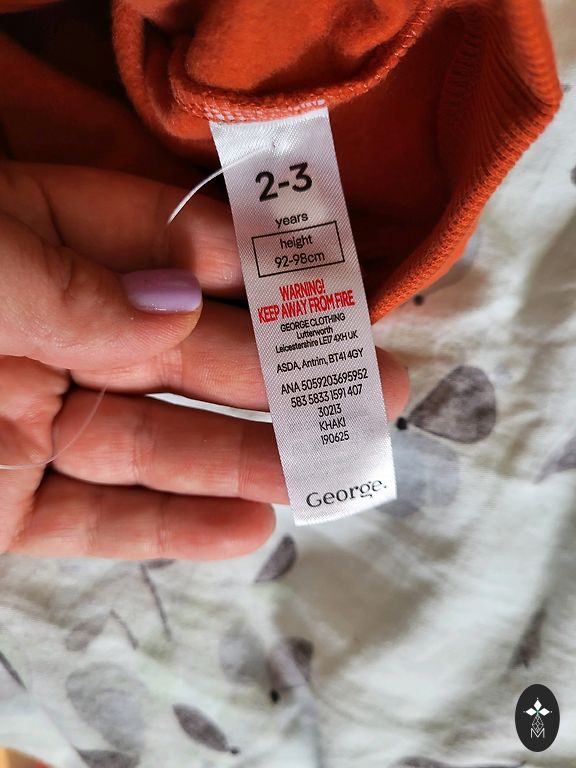 2-3
years
height
92-98cm
WARNING!
KEEP AWAY FROM FIRE
GEORGE CLOTHING
Lutterworth
Leicestershire LE17 4XH UK
ASDA, Antrim, BT41 4GY
ANA 5059203695952
583 5833 1591 407
30213
KHAKI
190625
George.
M